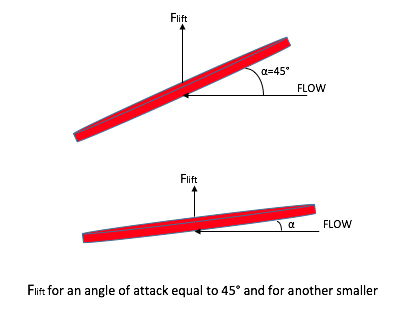 Flift
α=45°
FLOW
Flift
α
FLOW
Flift for an angle of attack equal to 45° and for another smaller